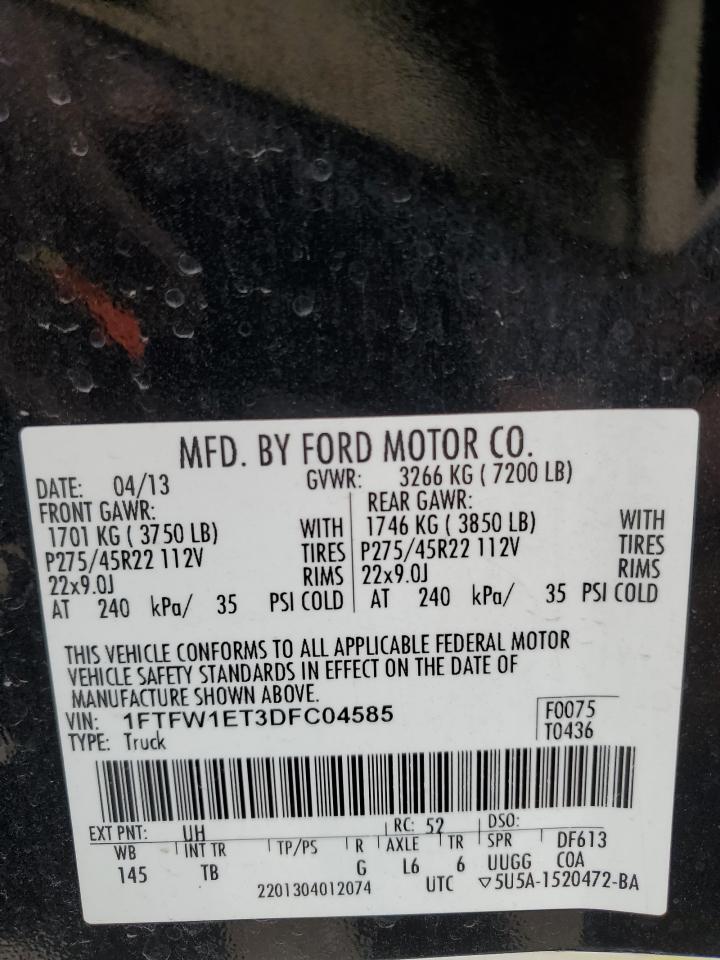 MFD. BY FORD MOTOR CO.
DATE: 04/13 GVWR: 3266 KG ( 7200 LB)
FRONT GAWR: REAR GAWR:
1701 KG ( 3750 LB) WITH 1746 KG ( 3850 LB) WITH
P275/45R22 112V TIRES P275/45R22 112V TIRES
22x9.0J RIMS 22x9.0J RIMS
AT 240 kPa/ 35 PSI COLD AT 240 kPa/ 35 PSI COLD
THIS VEHICLE CONFORMS TO ALL APPLICABLE FEDERAL MOTOR
VEHICLE SAFETY STANDARDS IN EFFECT ON THE DATE OF
MANUFACTURE SHOWN ABOVE.
VIN: 1FTFW1ET3DFC04585 F0075
TYPE: Truck T0436
EXT PNT: UH RC: 52 DSO:
WB INT TR TP/PS R AXLE TR SPR DF613
145 TB G L6 6 UUGG COA
2201304012074 UTC ▽5U5A-1520472-BA